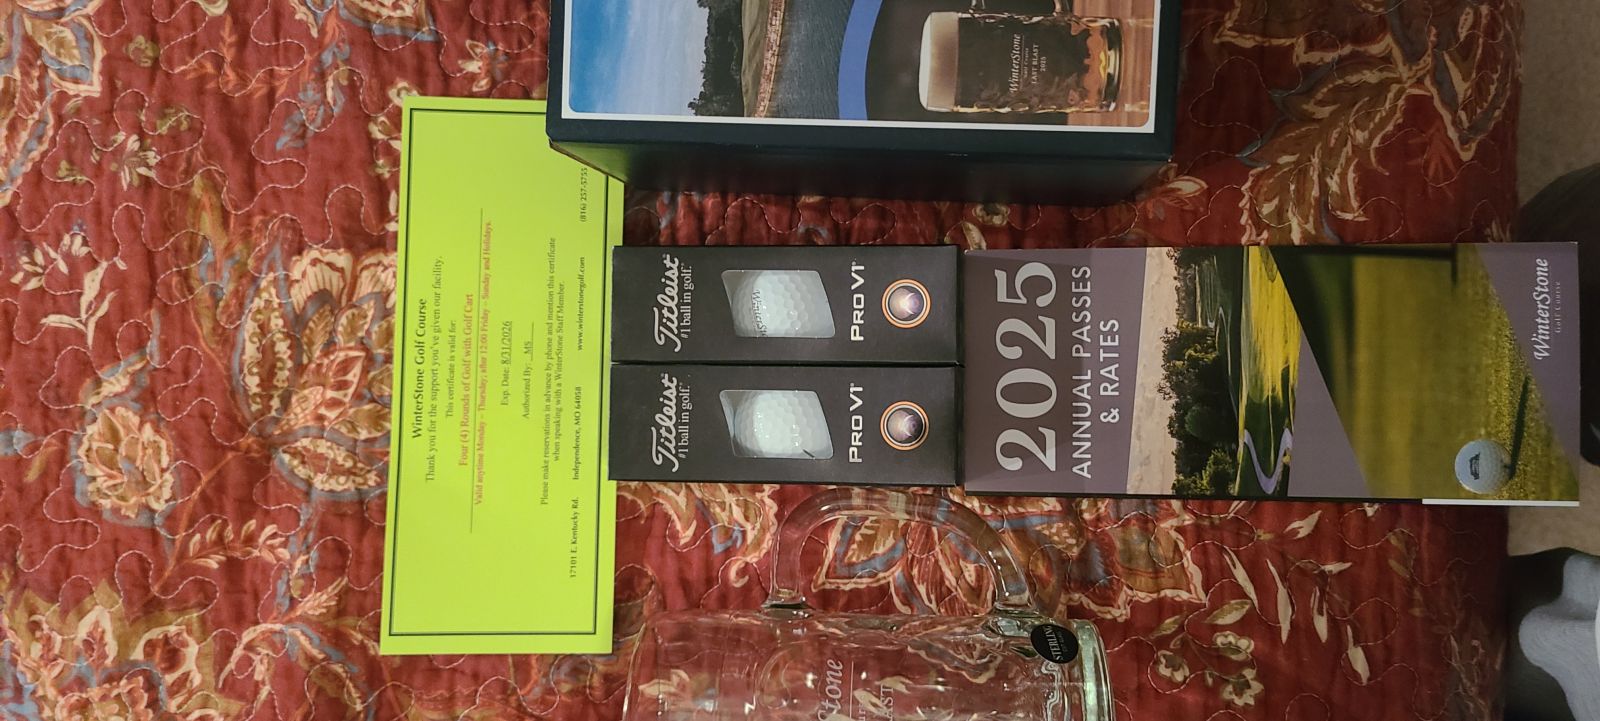 WinterStone Golf Course
Thank you for the support you've given our facility.
This certificate is valid for:
Four (4) Rounds of Golf with Golf Cart
Valid anytime Monday – Thursday, after 12:00 Friday – Sunday and Holidays.
Exp. Date: 8/31/2026
Authorized By: MS
Please make reservations in advance by phone and mention this certificate
when speaking with a WinterStone Staff Member.
17101 E. Kentucky Rd. Independence, MO 64058 www.winterstonegolf.com (816) 257-5755
WinterStone
Golf Course
LAST BLAST
2025
Titleist
#1 ball in golf.
PRO V1
Titleist
#1 ball in golf.
PRO V1
2025
ANNUAL PASSES
& RATES
WinterStone
Golf Course
STERLING